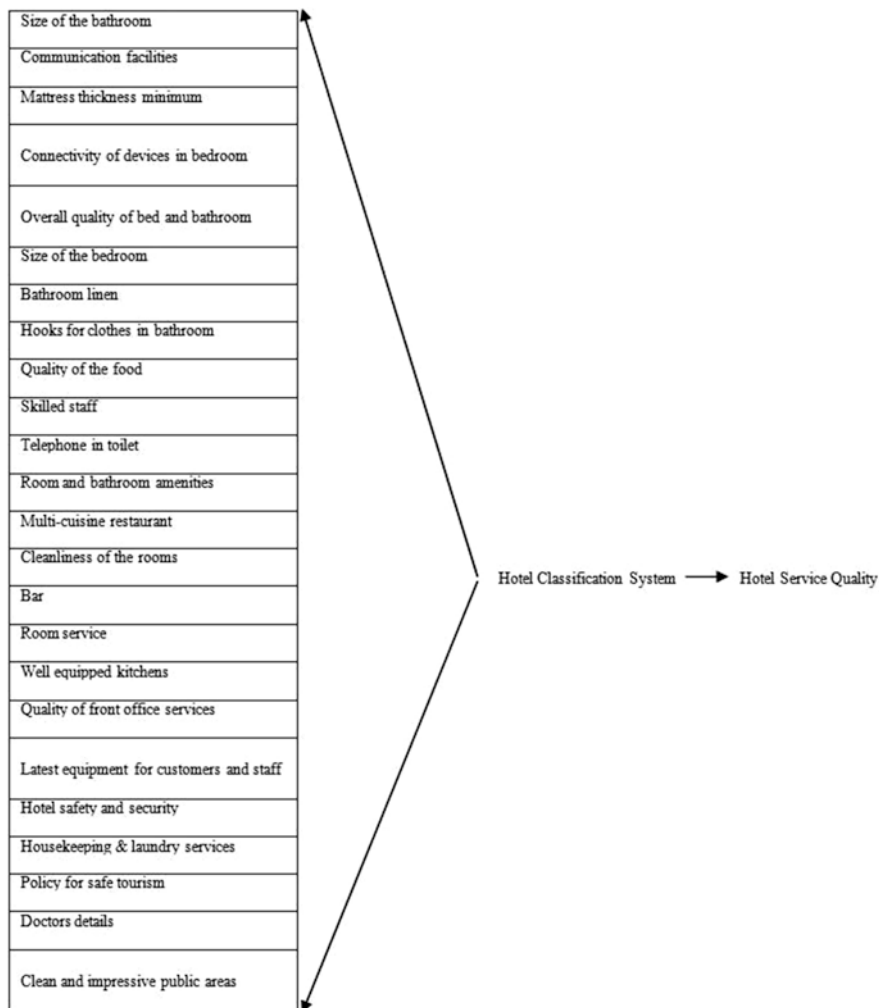 Size of the bathroom
Communication facilities
Mattress thickness minimum
Connectivity of devices in bedroom
Overall quality of bed and bathroom
Size of the bedroom
Bathroom linen
Hooks for clothes in bathroom
Quality of the food
Skilled staff
Telephone in toilet
Room and bathroom amenities
Multi-cuisine restaurant
Cleanliness of the rooms
Bar
Room service
Well equipped kitchens
Quality of front office services
Latest equipment for customers and staff
Hotel safety and security
Housekeeping & laundry services
Policy for safe tourism
Doctors details
Clean and impressive public areas
Hotel Classification System
Hotel Service Quality